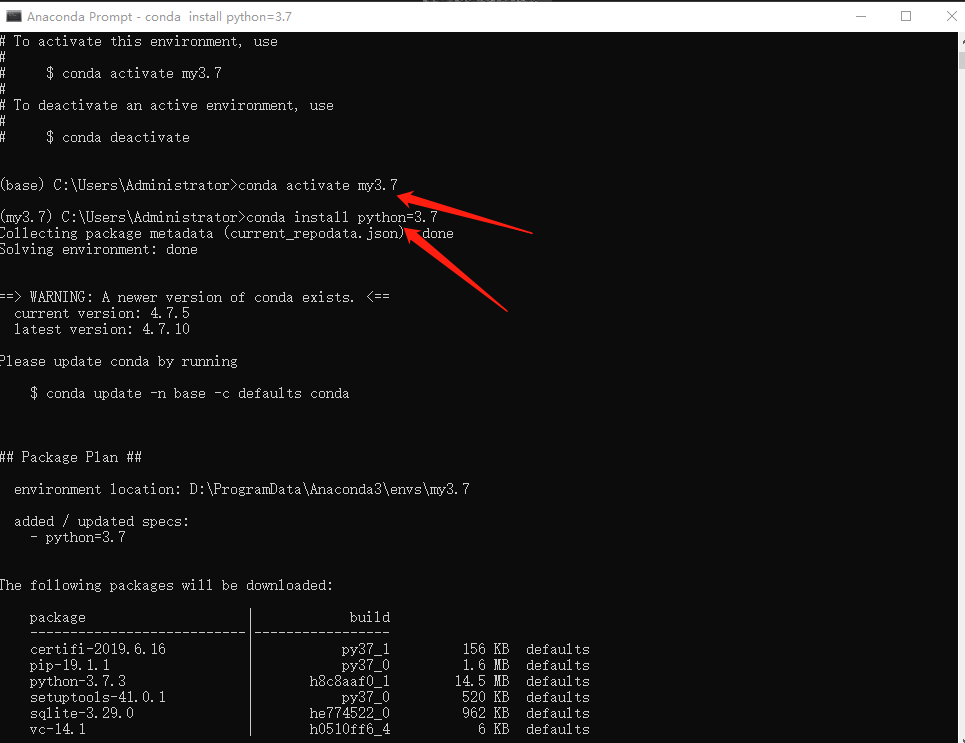 Anaconda Prompt - conda  install python=3.7
# To activate this environment, use
#
#     $ conda activate my3.7
#
# To deactivate an active environment, use
#
#     $ conda deactivate
(base) C:\Users\Administrator>conda activate my3.7
(my3.7) C:\Users\Administrator>conda install python=3.7
Collecting package metadata (current_repodata.json): done
Solving environment: done
==> WARNING: A newer version of conda exists. <==
  current version: 4.7.5
  latest version: 4.7.10
Please update conda by running
    $ conda update -n base -c defaults conda
## Package Plan ##
  environment location: D:\ProgramData\Anaconda3\envs\my3.7
  added / updated specs:
    - python=3.7
The following packages will be downloaded:
    package                    |            build
    ---------------------------|-----------------
    certifi-2019.6.16          |           py37_1         156 KB  defaults
    pip-19.1.1                 |           py37_0         1.6 MB  defaults
    python-3.7.3               |       h8c8aaf0_1        14.5 MB  defaults
    setuptools-41.0.1          |           py37_0         520 KB  defaults
    sqlite-3.29.0              |       he774522_0         962 KB  defaults
    vc-14.1                    |       h0510ff6_4           6 KB  defaults